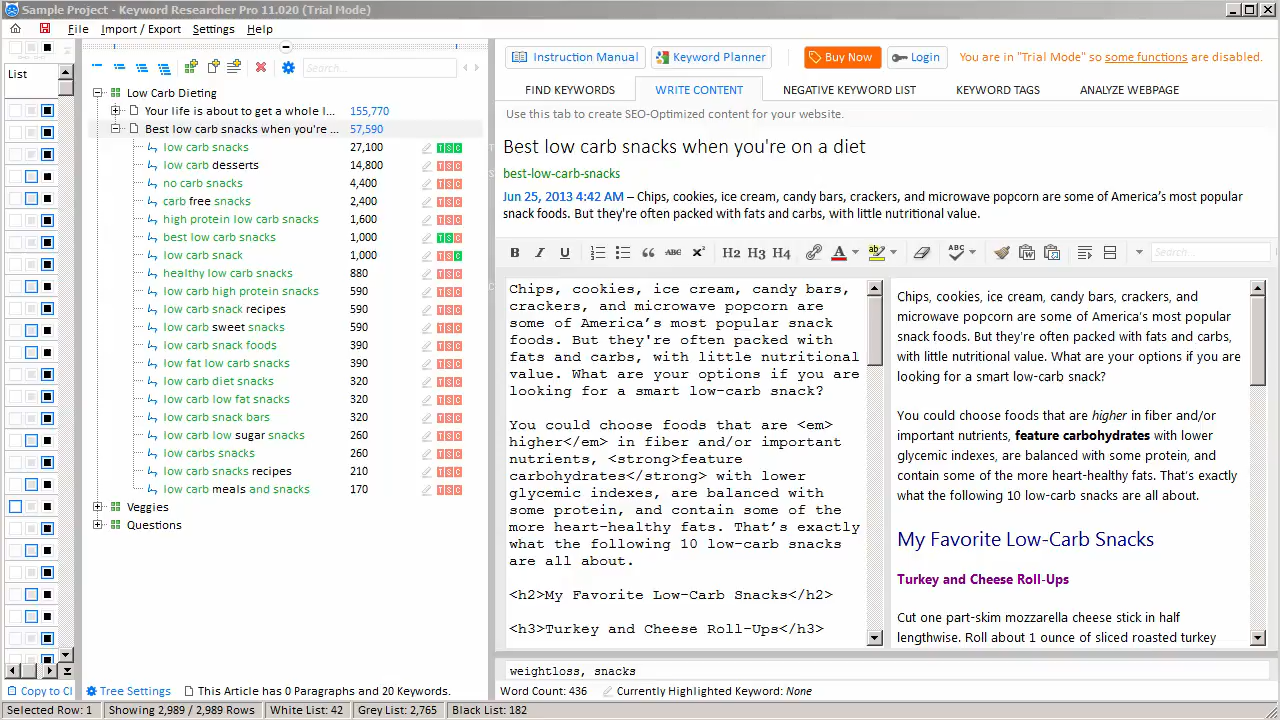 Sample Project - Keyword Researcher Pro 11.020 (Trial Mode)
File Import / Export Settings Help
List
Search...
Low Carb Dieting
Your life is about to get a whole l... 155,770
Best low carb snacks when you're ... 57,590
low carb snacks 27,100 T S C
low carb desserts 14,800 T S C
no carb snacks 4,400 T S C
carb free snacks 2,400 T S C
high protein low carb snacks 1,600 T S C
best low carb snacks 1,000 T S C
low carb snack 1,000 T S C
healthy low carb snacks 880 T S C
low carb high protein snacks 590 T S C
low carb snack recipes 590 T S C
low carb sweet snacks 590 T S C
low carb snack foods 390 T S C
low fat low carb snacks 390 T S C
low carb diet snacks 320 T S C
low carb low fat snacks 320 T S C
low carb snack bars 320 T S C
low carb low sugar snacks 260 T S C
low carbs snacks 260 T S C
low carb snacks recipes 210 T S C
low carb meals and snacks 170 T S C
Veggies
Questions
Copy to Cl
Tree Settings
This Article has 0 Paragraphs and 20 Keywords.
Instruction Manual Keyword Planner Buy Now Login You are in "Trial Mode" so some functions are disabled.
FIND KEYWORDS WRITE CONTENT NEGATIVE KEYWORD LIST KEYWORD TAGS ANALYZE WEBPAGE
Use this tab to create SEO-Optimized content for your website.
Best low carb snacks when you're on a diet
best-low-carb-snacks
Jun 25, 2013 4:42 AM – Chips, cookies, ice cream, candy bars, crackers, and microwave popcorn are some of America's most popular
snack foods. But they're often packed with fats and carbs, with little nutritional value.
B I U ABC X² H2 H3 H4 A ab ABC Search...
Chips, cookies, ice cream, candy bars,
crackers, and microwave popcorn are
some of America's most popular snack
foods. But they're often packed with
fats and carbs, with little nutritional
value. What are your options if you are
looking for a smart low-carb snack?
You could choose foods that are <em>
higher</em> in fiber and/or important
nutrients, <strong>feature
carbohydrates</strong> with lower
glycemic indexes, are balanced with
some protein, and contain some of the
more heart-healthy fats. That's exactly
what the following 10 low-carb snacks
are all about.
<h2>My Favorite Low-Carb Snacks</h2>
<h3>Turkey and Cheese Roll-Ups</h3>
Chips, cookies, ice cream, candy bars, crackers, and
microwave popcorn are some of America's most popular
snack foods. But they're often packed with fats and carbs,
with little nutritional value. What are your options if you are
looking for a smart low-carb snack?
You could choose foods that are higher in fiber and/or
important nutrients, feature carbohydrates with lower
glycemic indexes, are balanced with some protein, and
contain some of the more heart-healthy fats. That's exactly
what the following 10 low-carb snacks are all about.
My Favorite Low-Carb Snacks
Turkey and Cheese Roll-Ups
Cut one part-skim mozzarella cheese stick in half
lengthwise. Roll about 1 ounce of sliced roasted turkey
weightloss, snacks
Word Count: 436 Currently Highlighted Keyword: None
Selected Row: 1 Showing 2,989 / 2,989 Rows White List: 42 Grey List: 2,765 Black List: 182